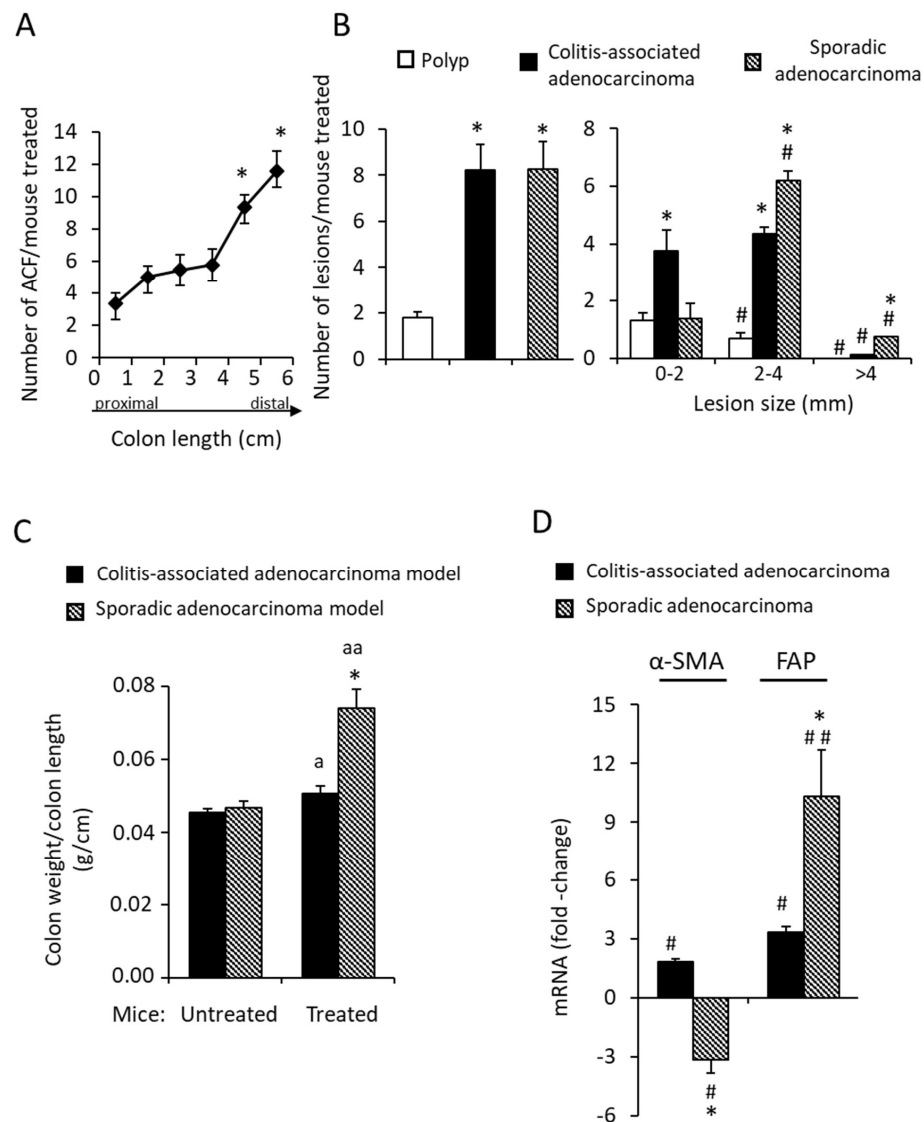 A
Number of ACF/mouse treated
14
12
10
8
6
4
2
0
* *
0 1 2 3 4 5 6
proximal distal
Colon length (cm)
B
Polyp
Colitis-associated
adenocarcinoma
Sporadic
adenocarcinoma
Number of lesions/mouse treated
10
8
6
4
2
0
* *
8
6
4
2
0
*
# * * #
# # * #
0-2 2-4 >4
Lesion size (mm)
C
Colitis-associated adenocarcinoma model
Sporadic adenocarcinoma model
Colon weight/colon length
(g/cm)
0.08
0.06
0.04
0.02
0.00
aa
*
a
Mice: Untreated Treated
D
Colitis-associated adenocarcinoma
Sporadic adenocarcinoma
α-SMA FAP
mRNA (fold -change)
15
12
9
6
3
0
-3
-6
*
# #
# #
#
*